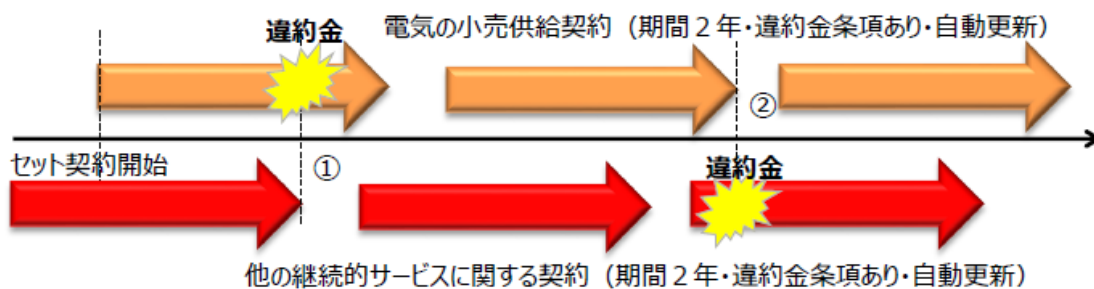 違約金
電気の小売供給契約（期間２年・違約金条項あり・自動更新）
②
セット契約開始
①
違約金
他の継続的サービスに関する契約（期間２年・違約金条項あり・自動更新）